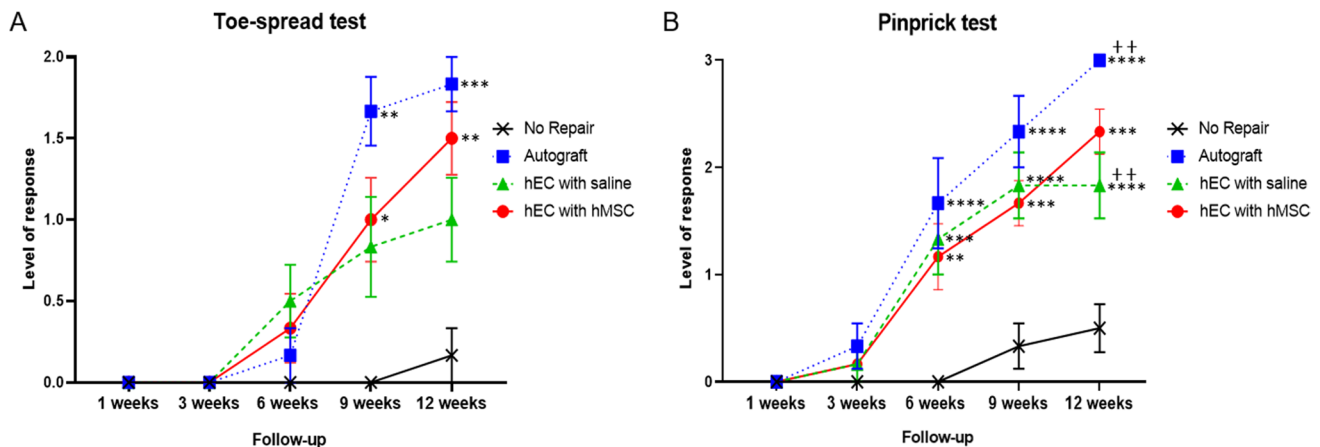 A
Toe-spread test
Level of response
2.0
1.5
1.0
0.5
0.0
**
***
**
*
1 weeks
3 weeks
6 weeks
9 weeks
12 weeks
Follow-up
No Repair
Autograft
hEC with saline
hEC with hMSC
B
Pinprick test
Level of response
3
2
1
0
++
****
****
***
****
++
****
****
***
***
**
1 weeks
3 weeks
6 weeks
9 weeks
12 weeks
Follow-up
No Repair
Autograft
hEC with saline
hEC with hMSC